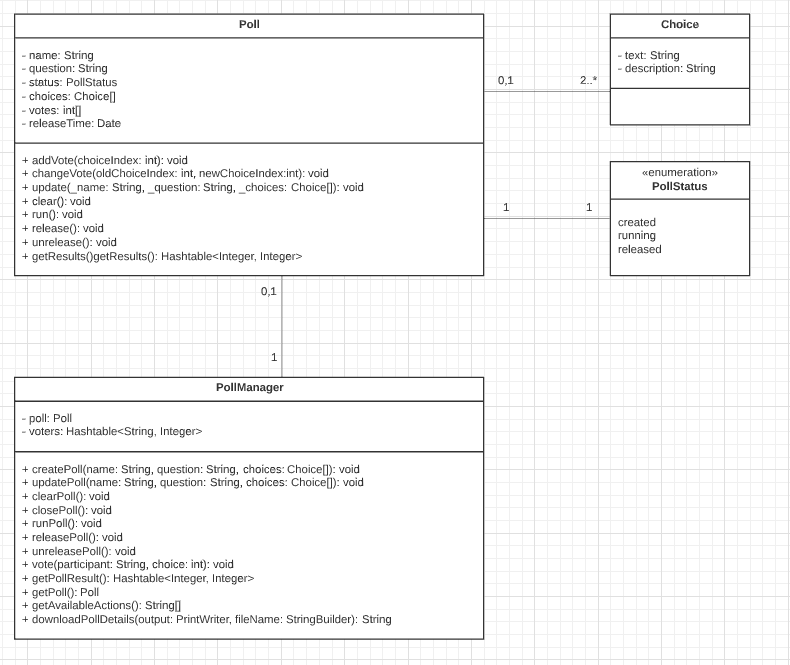 Poll
- name: String
- question: String
- status: PollStatus
- choices: Choice[]
- votes: int[]
- releaseTime: Date
+ addVote(choiceIndex: int): void
+ changeVote(oldChoiceIndex: int, newChoiceIndex:int): void
+ update(_name: String, _question: String, _choices: Choice[]): void
+ clear(): void
+ run(): void
+ release(): void
+ unrelease(): void
+ getResults()getResults(): Hashtable<Integer, Integer>
0,1
2..*
Choice
- text: String
- description: String
1
1
«enumeration»
PollStatus
created
running
released
0,1
1
PollManager
- poll: Poll
- voters: Hashtable<String, Integer>
+ createPoll(name: String, question: String, choices: Choice[]): void
+ updatePoll(name: String, question: String, choices: Choice[]): void
+ clearPoll(): void
+ closePoll(): void
+ runPoll(): void
+ releasePoll(): void
+ unreleasePoll(): void
+ vote(participant: String, choice: int): void
+ getPollResult(): Hashtable<Integer, Integer>
+ getPoll(): Poll
+ getAvailableActions(): String[]
+ downloadPollDetails(output: PrintWriter, fileName: StringBuilder): String